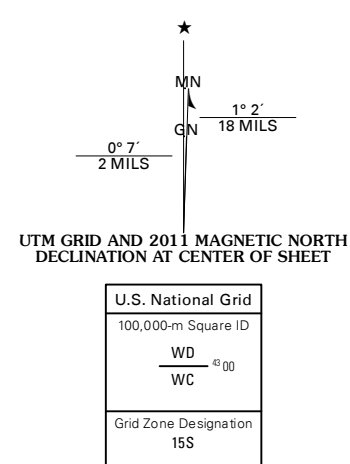 ★
MN
1° 2´
18 MILS
GN
0° 7´
2 MILS
UTM GRID AND 2011 MAGNETIC NORTH
DECLINATION AT CENTER OF SHEET
U.S. National Grid
100,000-m Square ID
WD
43 00
WC
Grid Zone Designation
15S